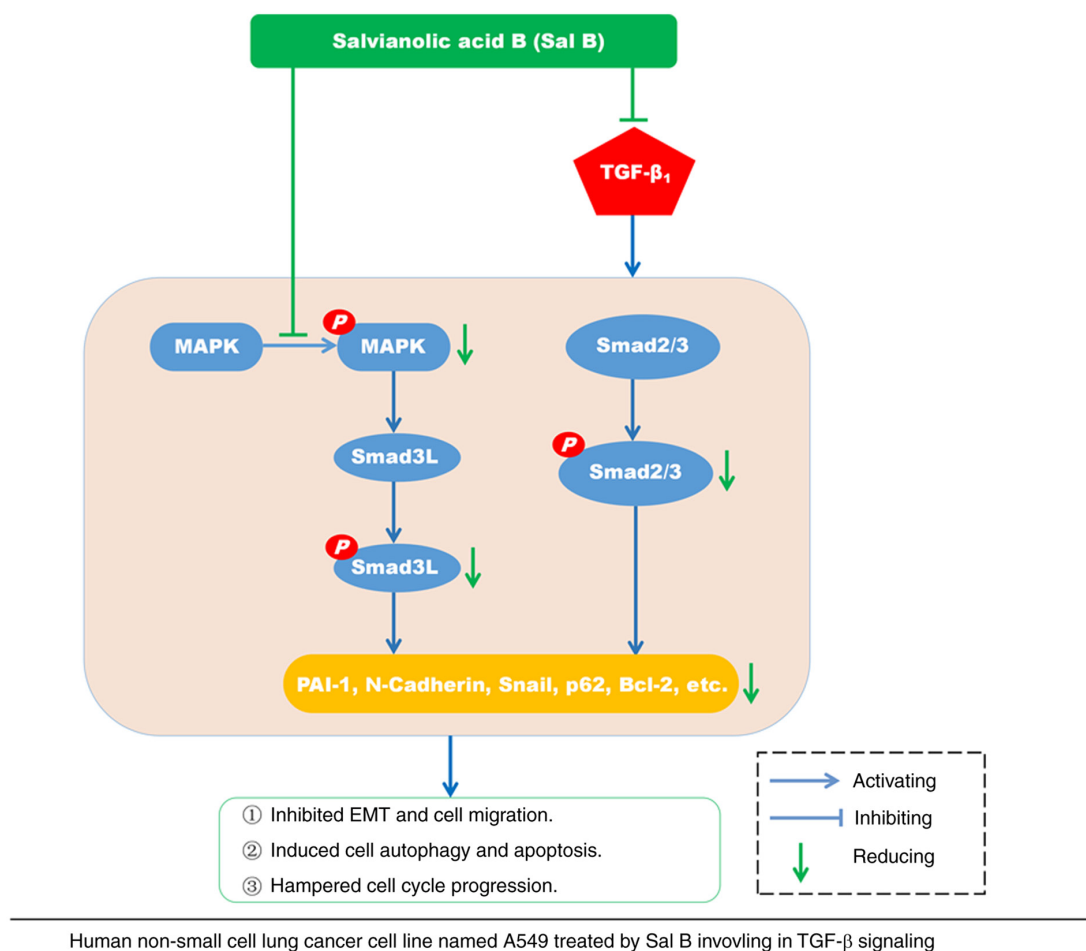 Salvianolic acid B (Sal B)
TGF-β₁
P
MAPK
MAPK
Smad2/3
P
Smad3L
Smad2/3
P
Smad3L
PAI-1, N-Cadherin, Snail, p62, Bcl-2, etc.
① Inhibited EMT and cell migration.
② Induced cell autophagy and apoptosis.
③ Hampered cell cycle progression.
Activating
Inhibiting
Reducing
Human non-small cell lung cancer cell line named A549 treated by Sal B invovling in TGF-β signaling